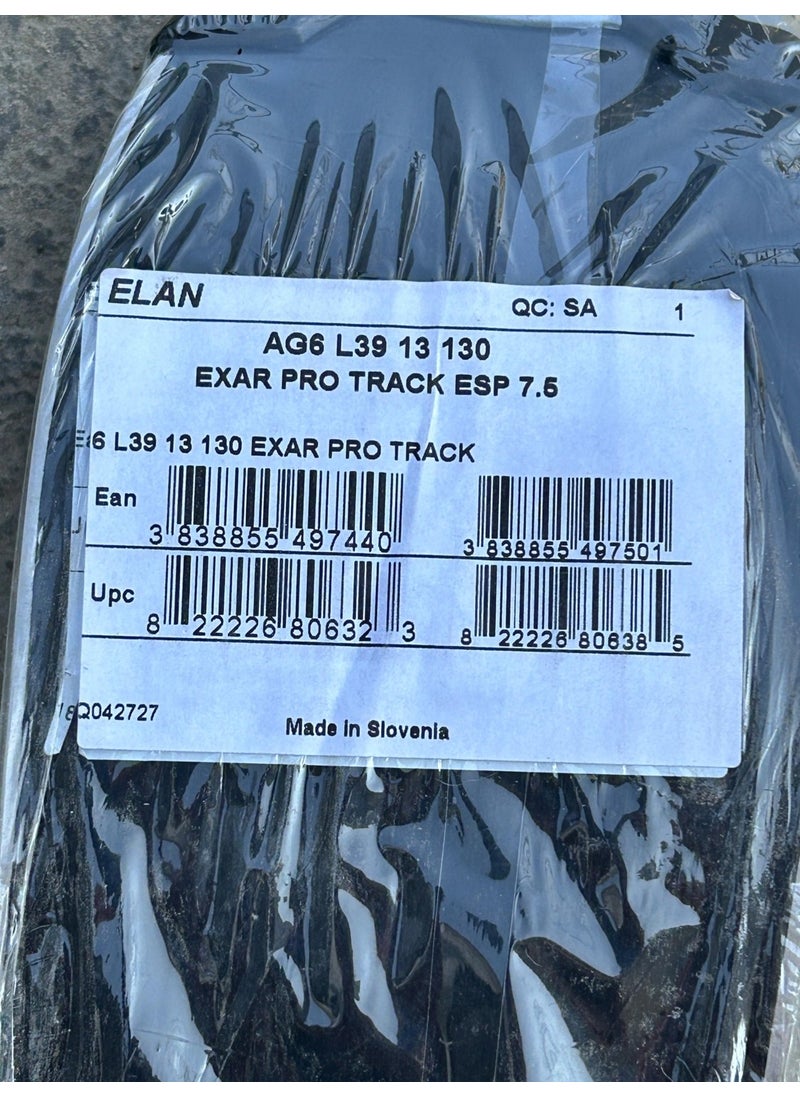 ELAN QC: SA 1
AG6 L39 13 130
EXAR PRO TRACK ESP 7.5
6 L39 13 130 EXAR PRO TRACK
Ean
3 838855 497440 3 838855 497501
Upc
8 22226 80632 3 8 22226 80638 5
Q042727
Made in Slovenia